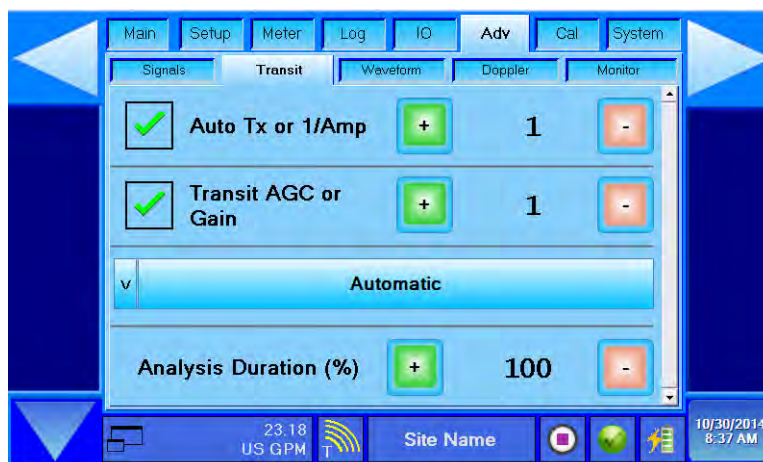 Main Setup Meter Log IO Adv Cal System
Signals Transit Waveform Doppler Monitor
Auto Tx or 1/Amp + 1 -
Transit AGC or
Gain + 1 -
v Automatic
Analysis Duration (%) + 100 -
23.18
US GPM
T
Site Name
10/30/2014
8:37 AM